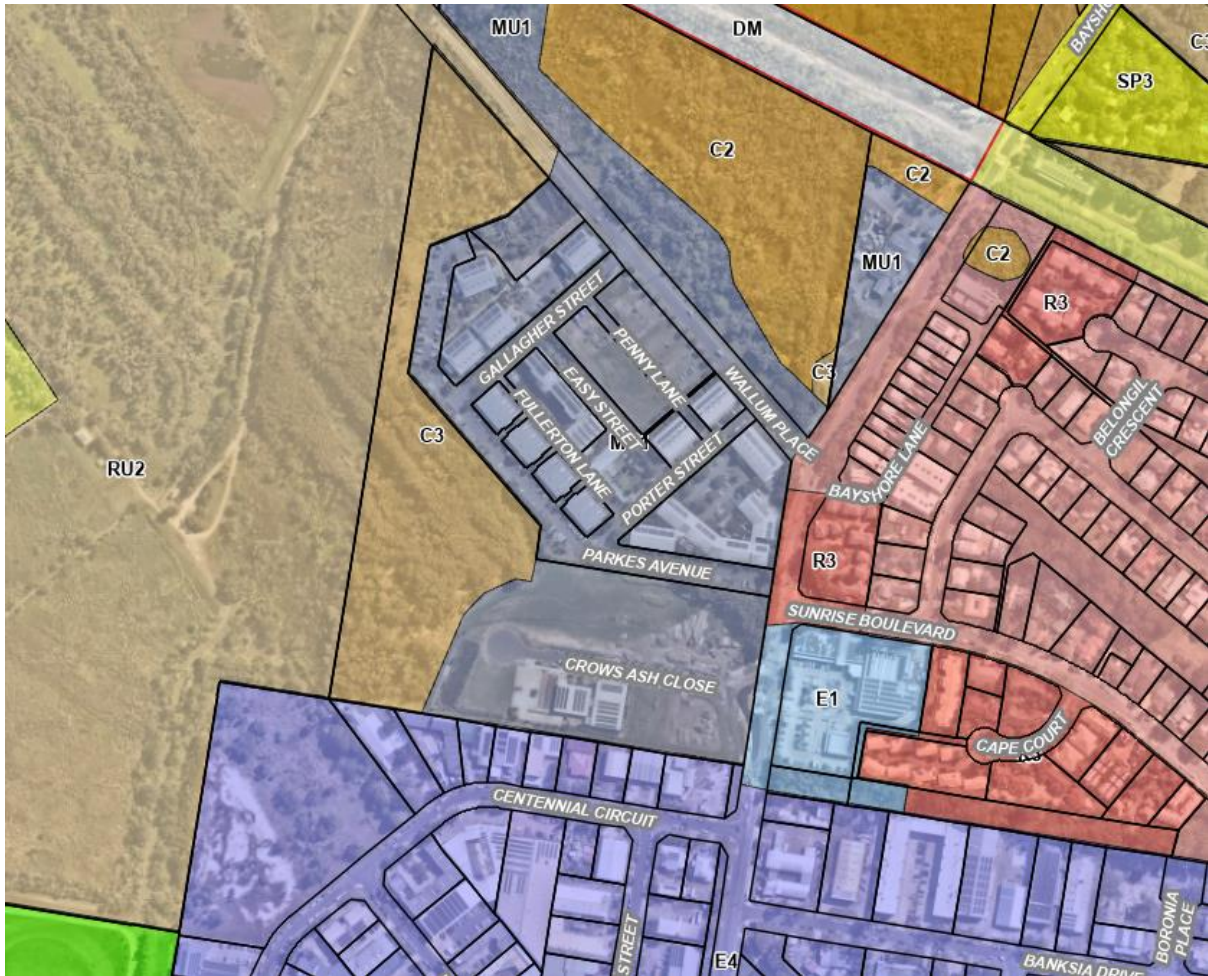 MU1
DM
BAYSHO
C3
SP3
C2
C2
MU1
C2
R3
GALLAGHER STREET
PENNY LANE
EASY STREET
FULLERTON LANE
WALLUM PLACE
C3
BELONGIL
CRESCENT
C3
RU2
PORTER STREET
BAYSHORE LANE
PARKES AVENUE
R3
SUNRISE BOULEVARD
CROWS ASH CLOSE
E1
CAPE COURT
CENTENNIAL CIRCUIT
STREET
E4
BANKSIA DRIVE
BORONIA
PLACE